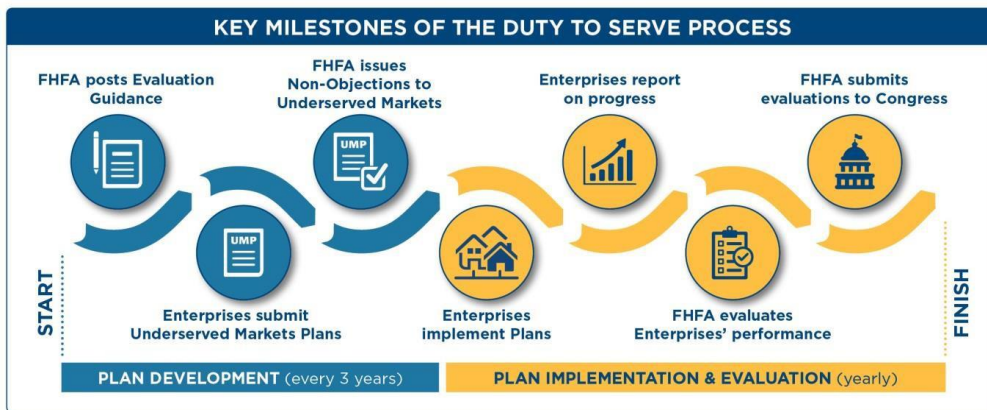 KEY MILESTONES OF THE DUTY TO SERVE PROCESS
FHFA posts Evaluation
Guidance
FHFA issues
Non-Objections to
Underserved Markets
Enterprises report
on progress
FHFA submits
evaluations to Congress
UMP
UMP
START
Enterprises submit
Underserved Markets Plans
Enterprises
implement Plans
FHFA evaluates
Enterprises’ performance
FINISH
PLAN DEVELOPMENT (every 3 years)
PLAN IMPLEMENTATION & EVALUATION (yearly)